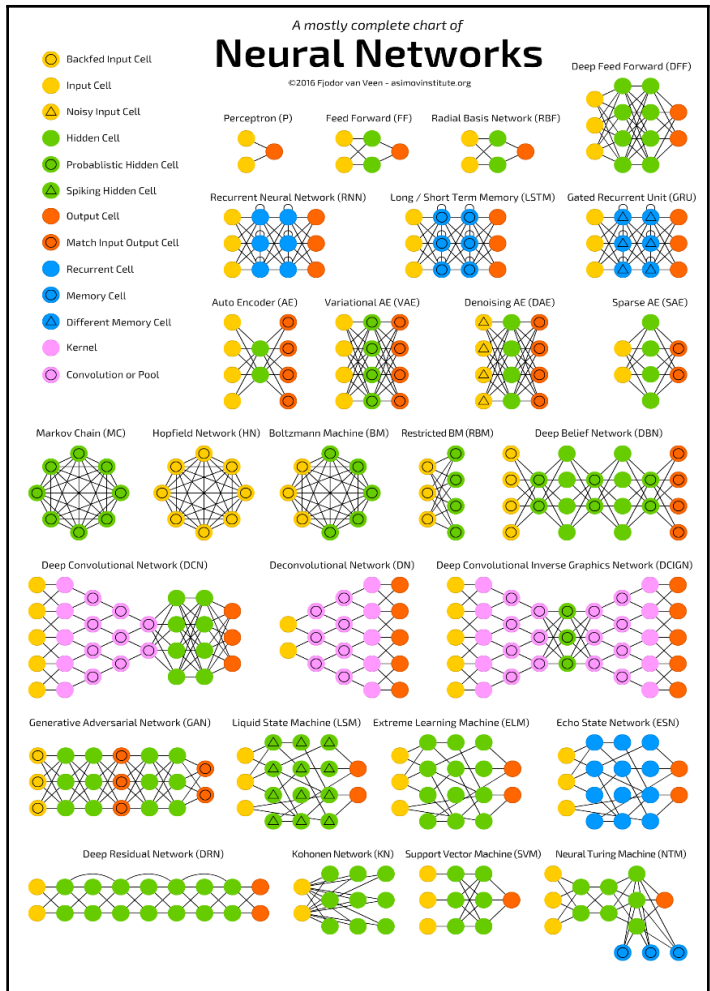 A mostly complete chart of
Neural Networks
©2016 Fjodor van Veen - asimovinstitute.org
Backfed Input Cell
Input Cell
Noisy Input Cell
Hidden Cell
Probablistic Hidden Cell
Spiking Hidden Cell
Output Cell
Match Input Output Cell
Recurrent Cell
Memory Cell
Different Memory Cell
Kernel
Convolution or Pool
Deep Feed Forward (DFF)
Perceptron (P)
Feed Forward (FF)
Radial Basis Network (RBF)
Recurrent Neural Network (RNN)
Long / Short Term Memory (LSTM)
Gated Recurrent Unit (GRU)
Auto Encoder (AE)
Variational AE (VAE)
Denoising AE (DAE)
Sparse AE (SAE)
Markov Chain (MC)
Hopfield Network (HN)
Boltzmann Machine (BM)
Restricted BM (RBM)
Deep Belief Network (DBN)
Deep Convolutional Network (DCN)
Deconvolutional Network (DN)
Deep Convolutional Inverse Graphics Network (DCIGN)
Generative Adversarial Network (GAN)
Liquid State Machine (LSM)
Extreme Learning Machine (ELM)
Echo State Network (ESN)
Deep Residual Network (DRN)
Kohonen Network (KN)
Support Vector Machine (SVM)
Neural Turing Machine (NTM)